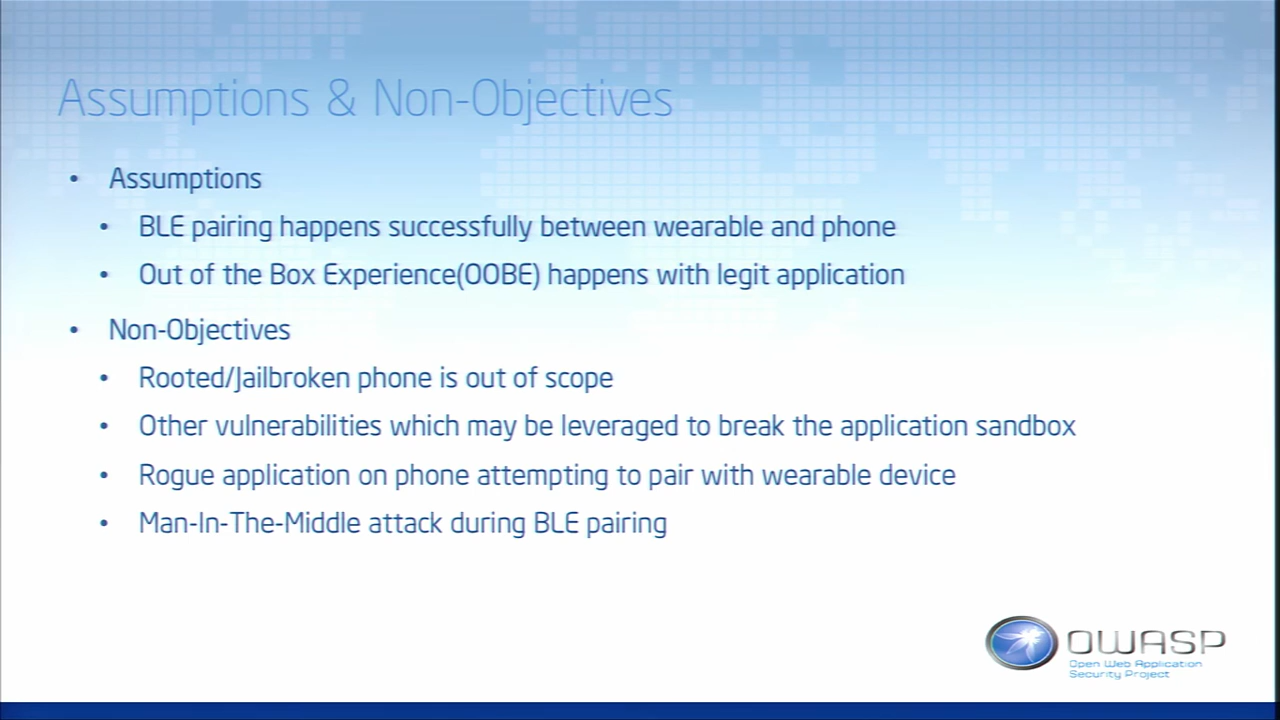 Assumptions & Non-Objectives
• Assumptions
• BLE pairing happens successfully between wearable and phone
• Out of the Box Experience(OOBE) happens with legit application
• Non-Objectives
• Rooted/Jailbroken phone is out of scope
• Other vulnerabilities which may be leveraged to break the application sandbox
• Rogue application on phone attempting to pair with wearable device
• Man-In-The-Middle attack during BLE pairing
OWASP
Open Web Application
Security Project